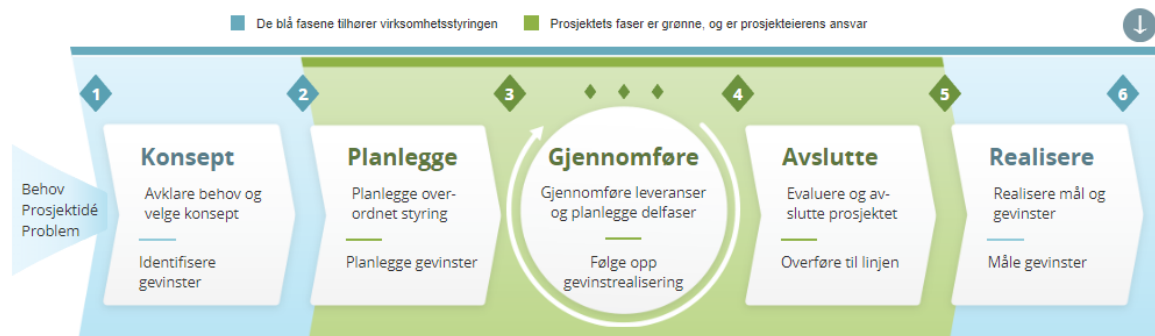 De blå fasene tilhører virksomhetsstyringen
Prosjektets faser er grønne, og er prosjekteierens ansvar
1
2
3
4
5
6
Behov
Prosjektidé
Problem
Konsept
Avklare behov og
velge konsept
Identifisere
gevinster
Planlegge
Planlegge over-
ordnet styring
Planlegge gevinster
Gjennomføre
Gjennomføre leveranser
og planlegge delfaser
Følge opp
gevinstrealisering
Avslutte
Evaluere og av-
slutte prosjektet
Overføre til linjen
Realisere
Realisere mål og
gevinster
Måle gevinster